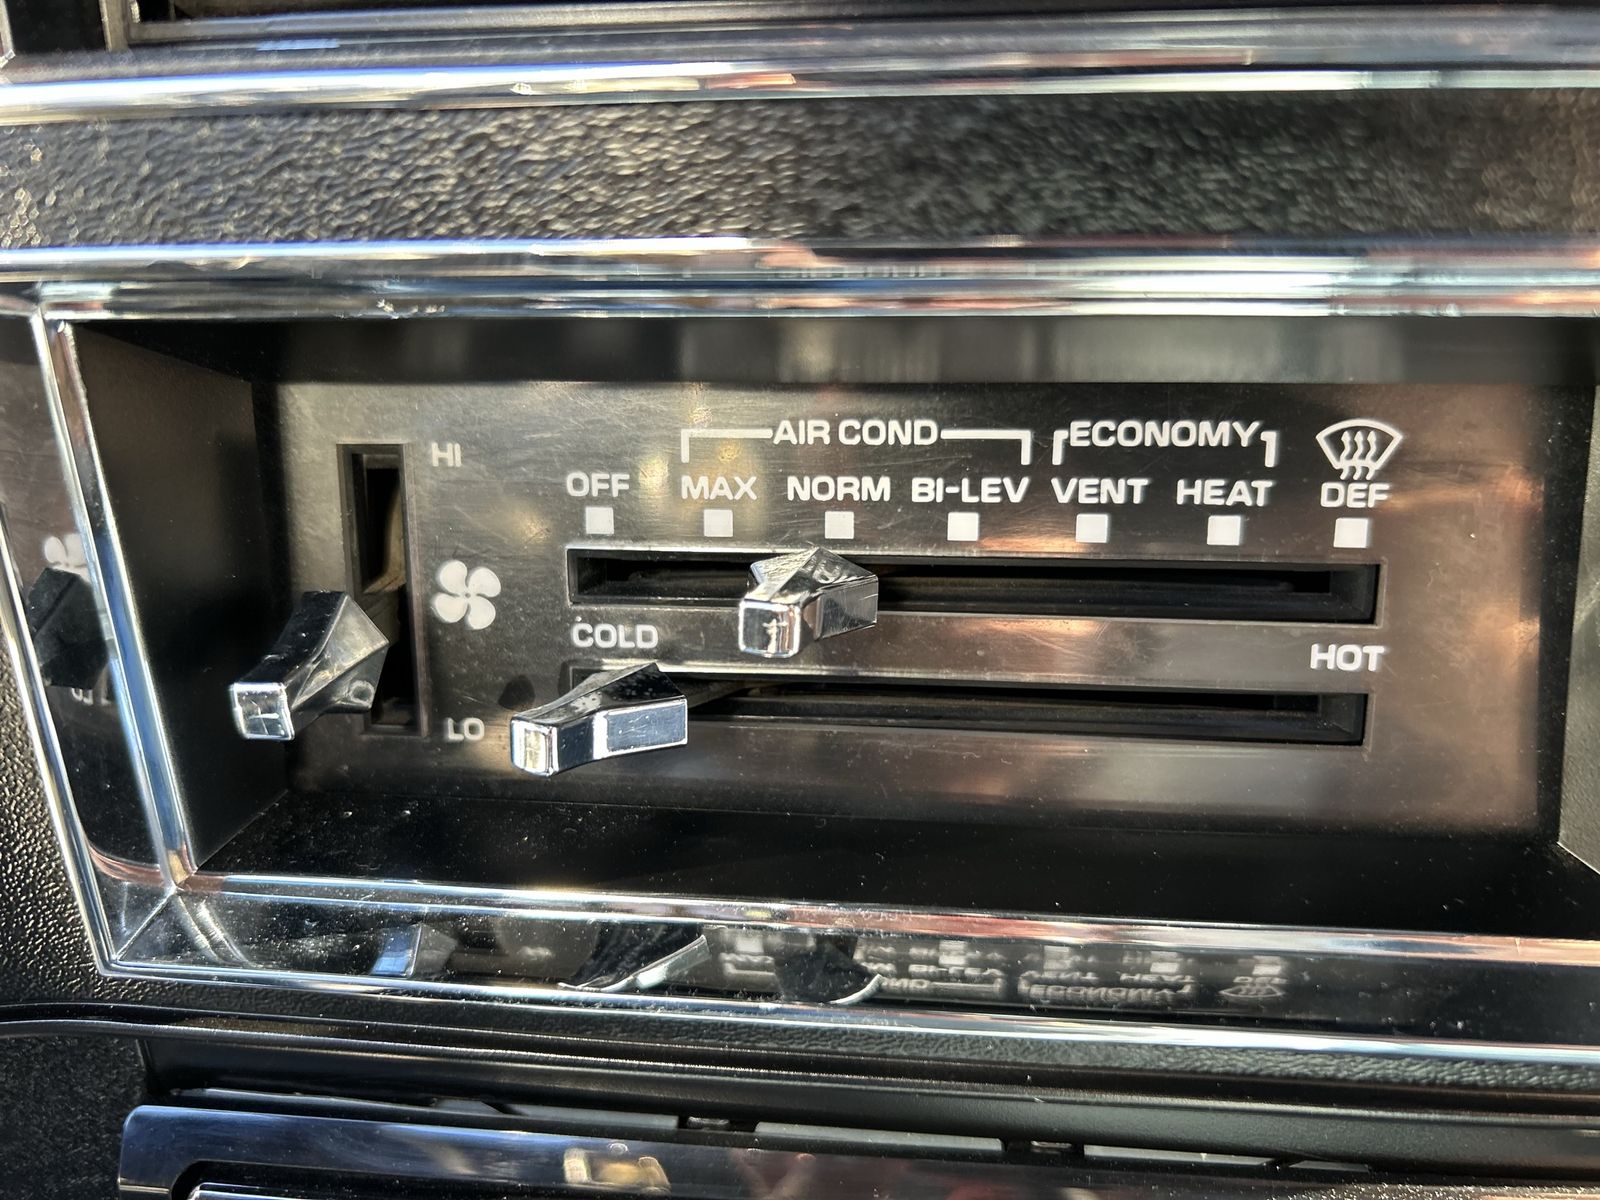 HI
AIR COND
ECONOMY
OFF MAX NORM BI-LEV VENT HEAT DEF
COLD HOT
LO